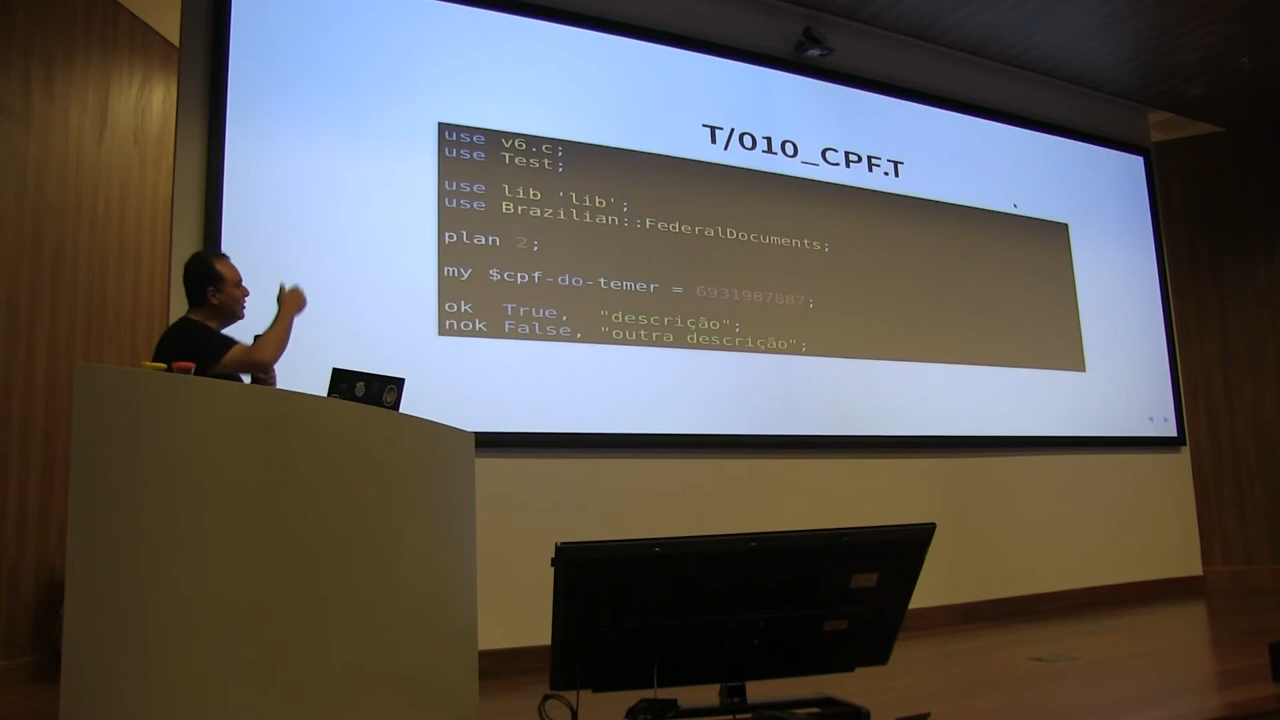 T/010_CPF.T
use v6.c;
use Test;
use lib 'lib';
use Brazilian::FederalDocuments;
plan 2;
my $cpf-do-temer = 6931987887;
ok True, "descrição";
nok False, "outra descrição";